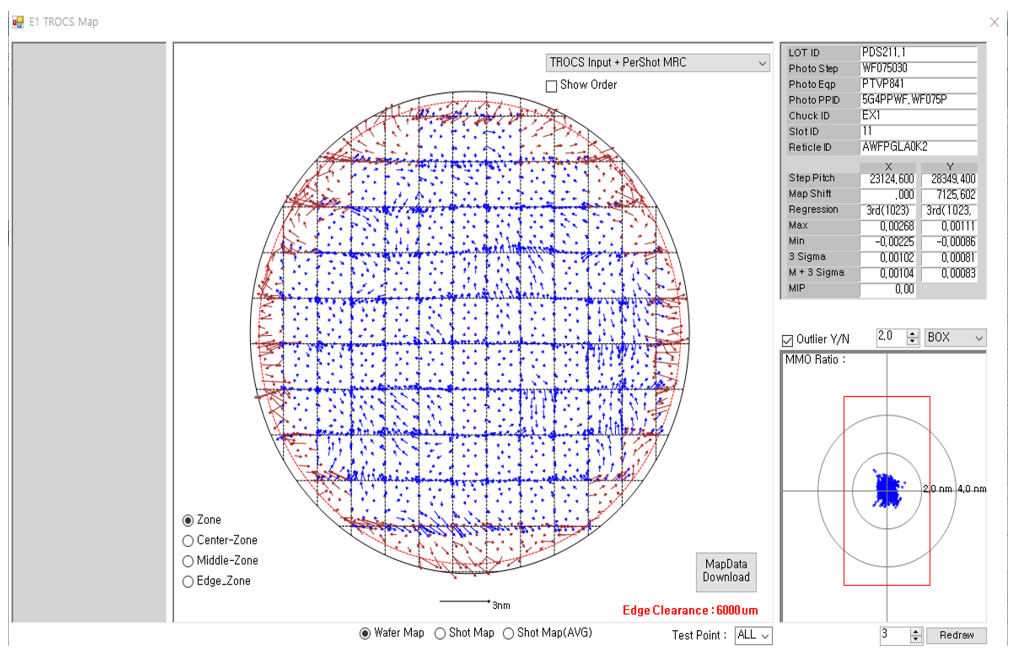 E1 TROCS Map
TROCS Input + PerShot MRC
Show Order
Zone
Center-Zone
Middle-Zone
Edge_Zone
3nm
MapData
Download
Edge Clearance : 6000um
Wafer Map Shot Map Shot Map(AVG)
Test Point : ALL
LOT ID PDS211,1
Photo Step WF075030
Photo Eqp PTVP841
Photo PPID 5G4PPWF,WF075P
Chuck ID EX1
Slot ID 11
Reticle ID AWFPGLA0K2
X Y
Step Pitch 23124,600 28349,400
Map Shift ,000 7125,602
Regression 3rd(1023) 3rd(1023,
Max 0,00268 0,00111
Min -0,00225 -0,00086
3 Sigma 0,00102 0,00081
M + 3 Sigma 0,00104 0,00083
MIP 0,00
Outlier Y/N 2,0 BOX
MMO Ratio :
2,0 nm 4,0 nm
3 Redraw